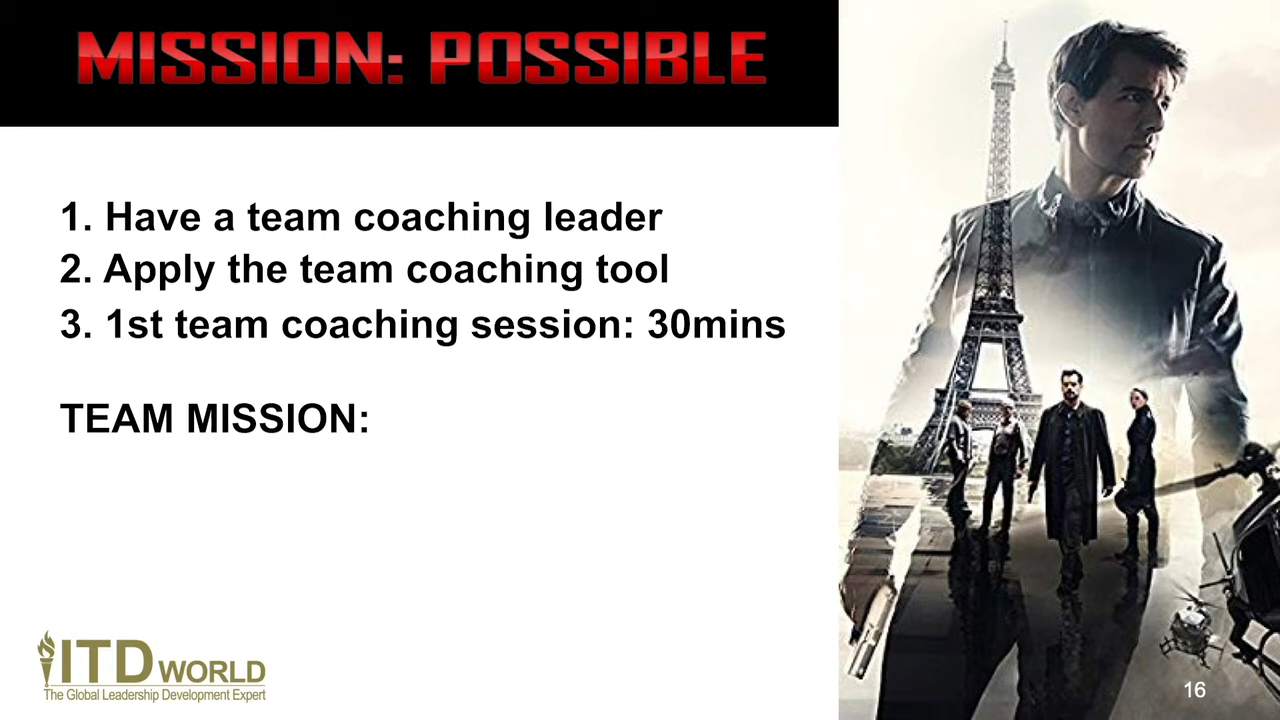 MISSION: POSSIBLE
1. Have a team coaching leader
2. Apply the team coaching tool
3. 1st team coaching session: 30mins
TEAM MISSION:
ITD WORLD
The Global Leadership Development Expert
16